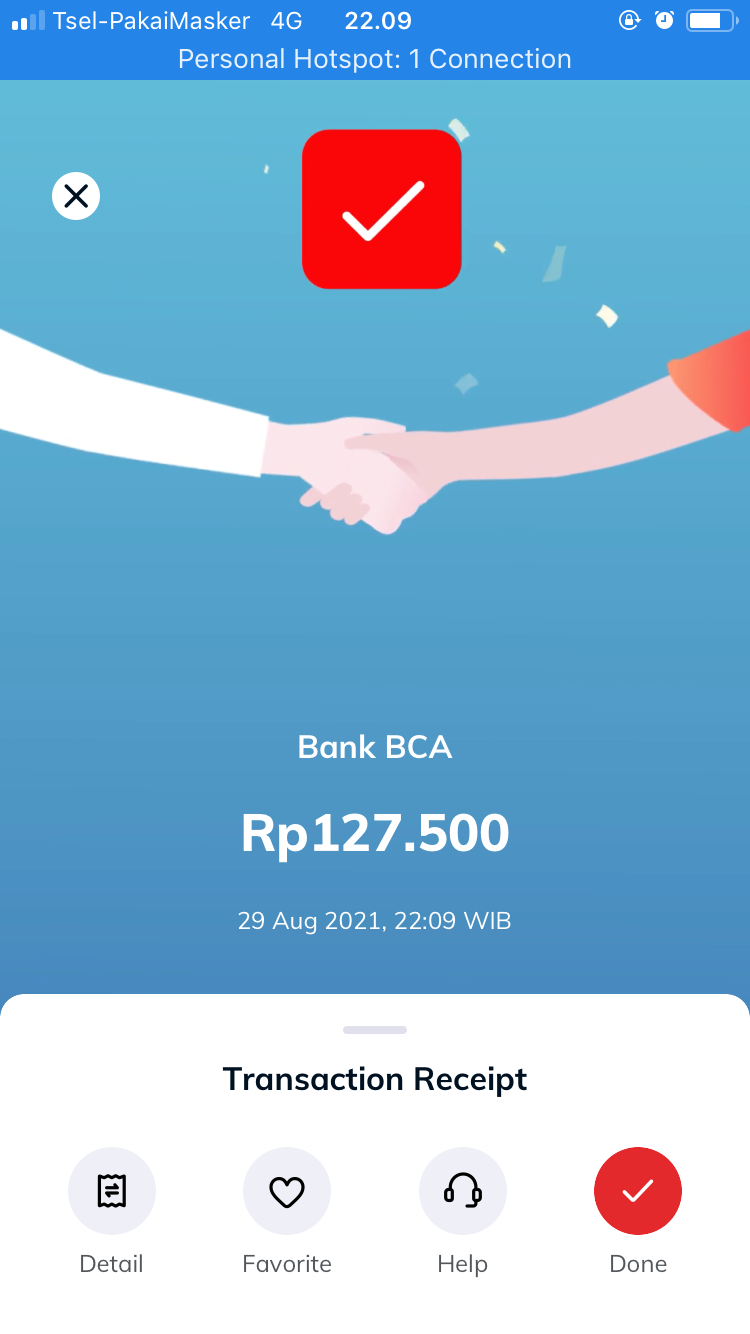 Tsel-PakaiMasker 4G 22.09
Personal Hotspot: 1 Connection
Bank BCA
Rp127.500
29 Aug 2021, 22:09 WIB
Transaction Receipt
Detail Favorite Help Done